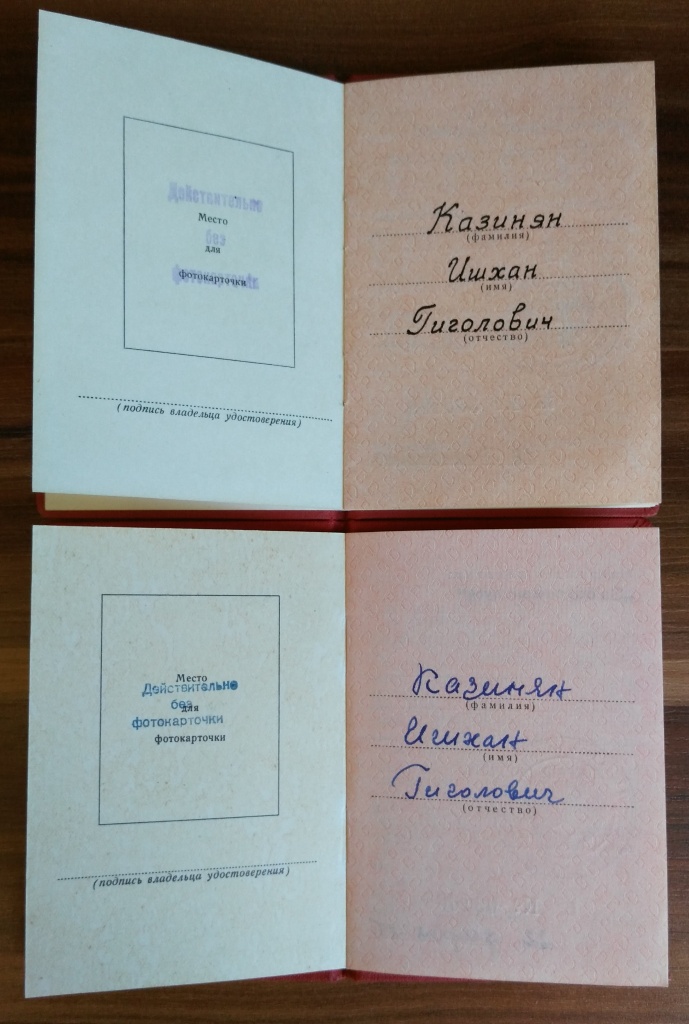 Действительно
Место
без
для
фотокарточки
фотокарточки
(подпись владельца удостоверения)
Казинян
(фамилия)
Ишхан
(имя)
Гиголович
(отчество)
Место
Действительно
без
для
фотокарточки
фотокарточки
(подпись владельца удостоверения)
Казинян
(фамилия)
Ишхан
(имя)
Гиголович
(отчество)